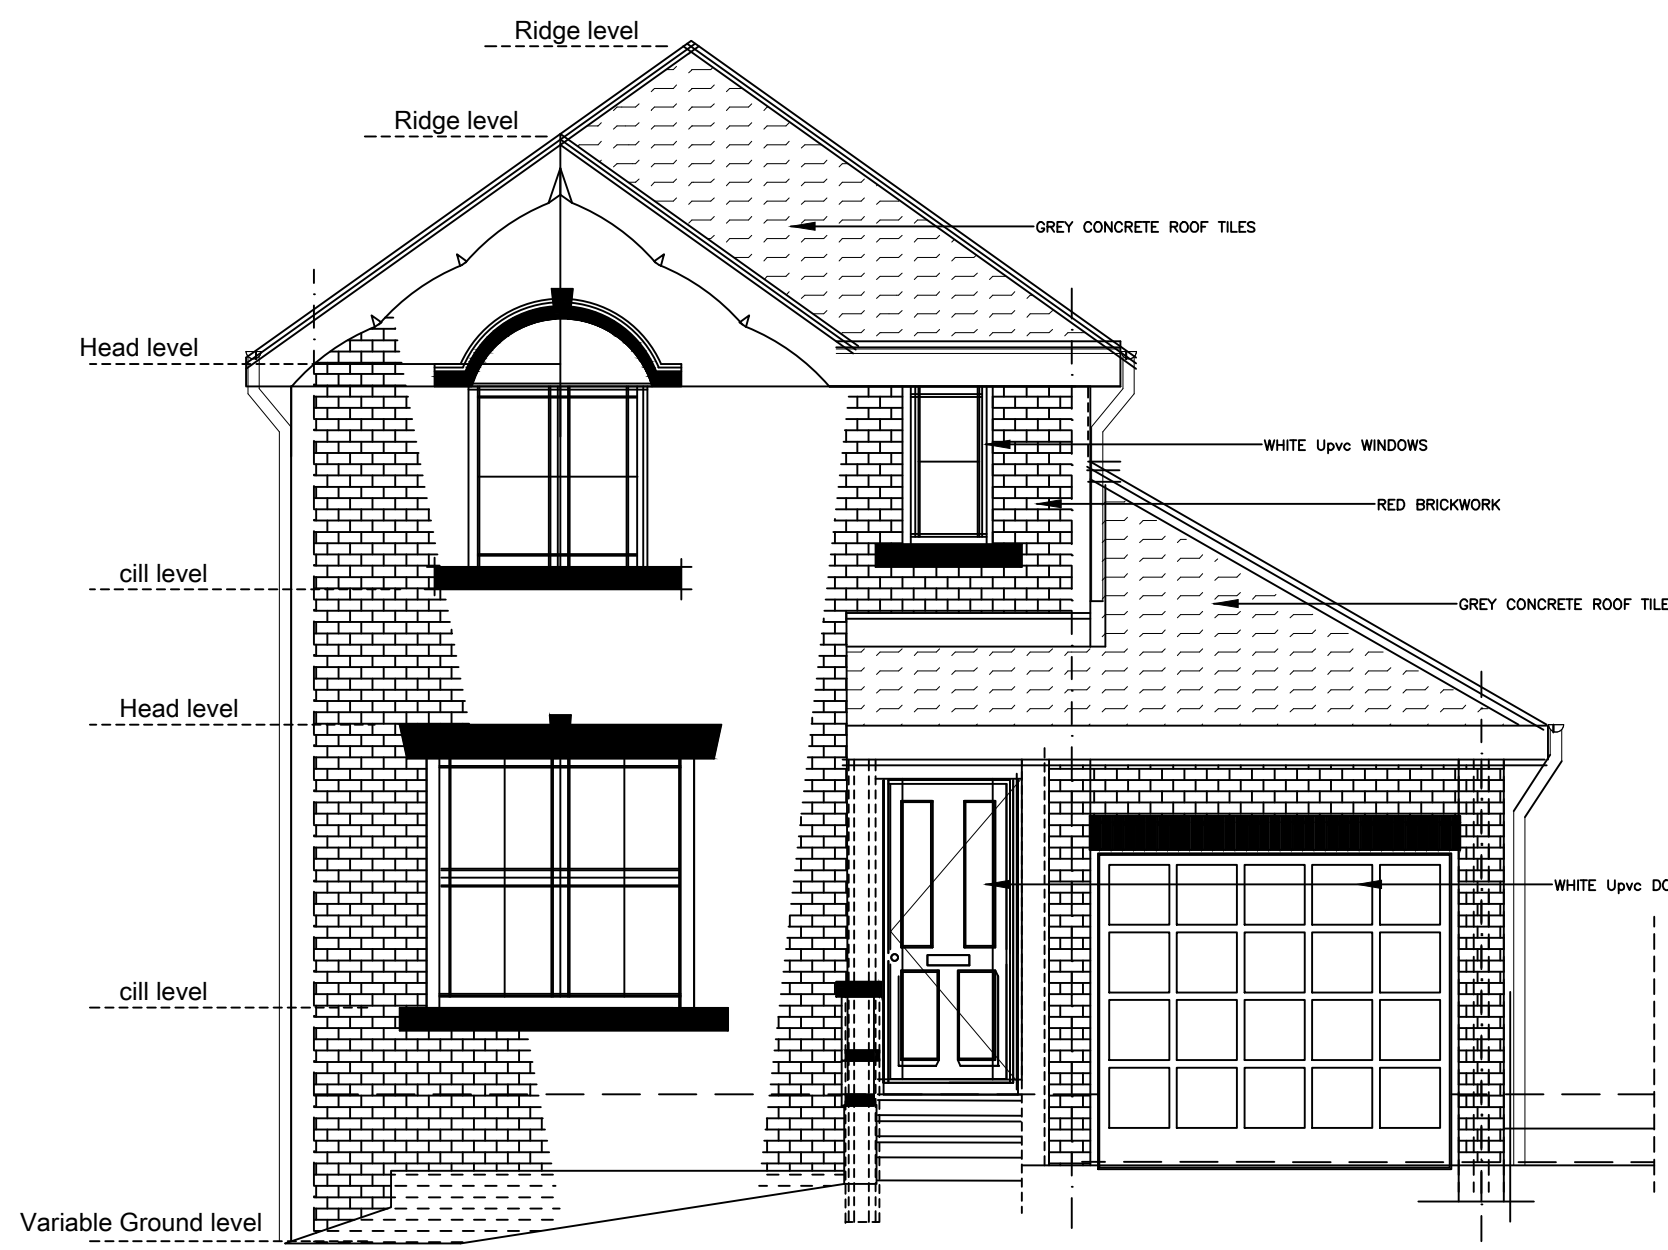 Ridge level
Ridge level
GREY CONCRETE ROOF TILES
Head level
WHITE Upvc WINDOWS
RED BRICKWORK
cill level
GREY CONCRETE ROOF TILE
Head level
WHITE Upvc DO
cill level
Variable Ground level